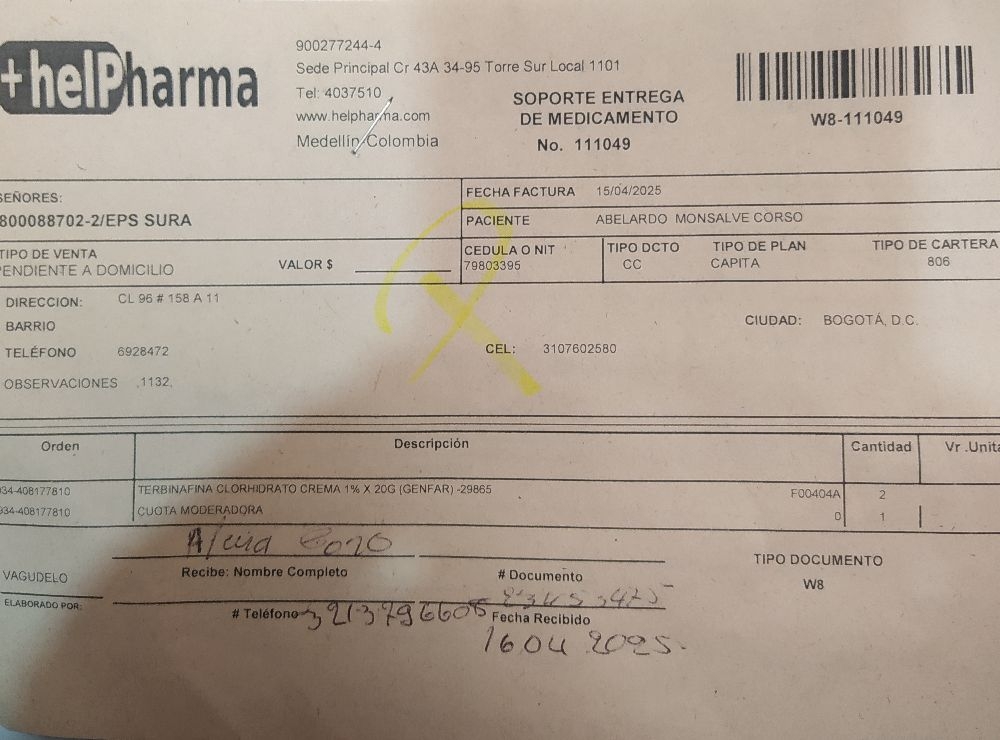 +helPharma
900277244-4
Sede Principal Cr 43A 34-95 Torre Sur Local 1101
Tel: 4037510
www.helpharma.com
Medellín Colombia
SOPORTE ENTREGA
DE MEDICAMENTO
No. 111049
W8-111049
SEÑORES:
800088702-2/EPS SURA
FECHA FACTURA 15/04/2025
PACIENTE ABELARDO MONSALVE CORSO
TIPO DE VENTA
PENDIENTE A DOMICILIO
VALOR $
CEDULA O NIT
79803395
TIPO DCTO
CC
TIPO DE PLAN
CAPITA
TIPO DE CARTERA
806
DIRECCION: CL 96 # 158 A 11
BARRIO
CIUDAD: BOGOTÁ, D.C.
TELÉFONO 6928472
CEL: 3107602580
OBSERVACIONES ,1132,
Orden Descripción Cantidad Vr .Unita
934-408177810 TERBINAFINA CLORHIDRATO CREMA 1% X 20G (GENFAR) -29865 F00404A 2
934-408177810 CUOTA MODERADORA 0 1
VAGUDELO
Recibe: Nombre Completo
# Documento
TIPO DOCUMENTO
W8
ELABORADO POR:
# Teléfono 3213796605
Fecha Recibido
16 04 2025.